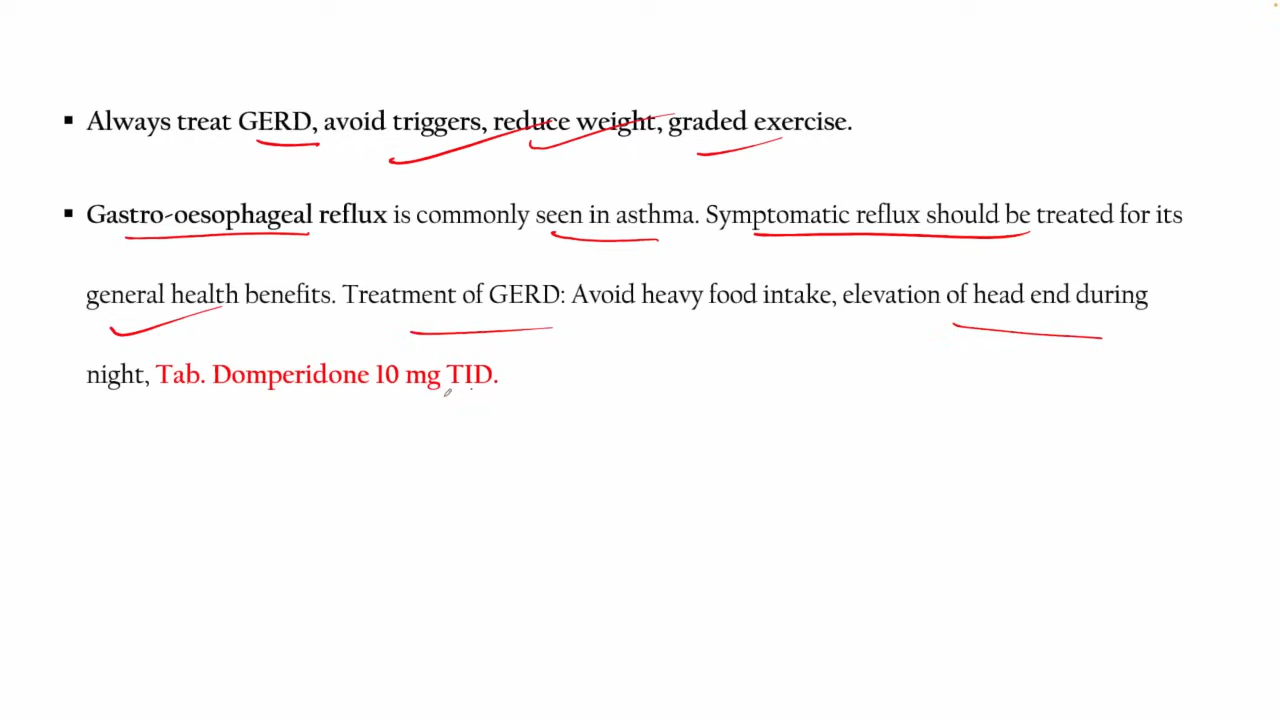 ▪ Always treat GERD, avoid triggers, reduce weight, graded exercise.
▪ Gastro-oesophageal reflux is commonly seen in asthma. Symptomatic reflux should be treated for its
general health benefits. Treatment of GERD: Avoid heavy food intake, elevation of head end during
night, Tab. Domperidone 10 mg TID.